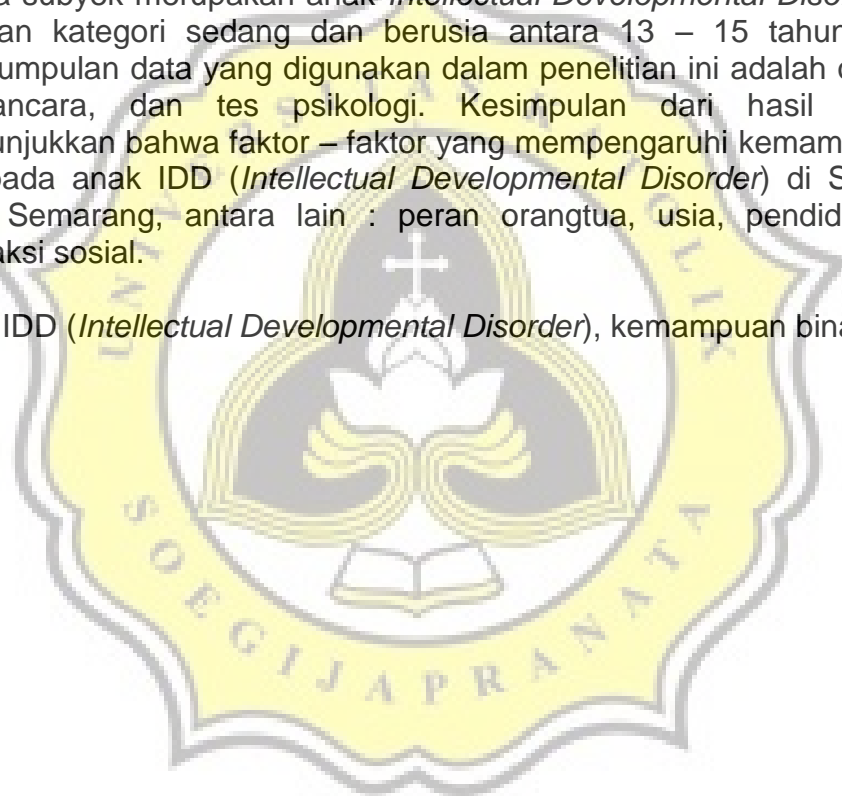 a subyek merupakan anak Intellectual Developmental Disor
an kategori sedang dan berusia antara 13 – 15 tahun
umpulan data yang digunakan dalam penelitian ini adalah
ancara, dan tes psikologi. Kesimpulan dari hasil
unjukkan bahwa faktor – faktor yang mempengaruhi kemam
pada anak IDD (Intellectual Developmental Disorder) di S
Semarang, antara lain : peran orangtua, usia, pendid
aksi sosial.
IDD (Intellectual Developmental Disorder), kemampuan bina
UNIVERSITAS KATOLIK
SOEGIJAPRANATA